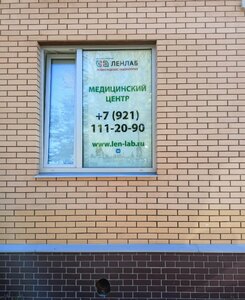 ЛЕНЛАБ
МЕДИЦИНСКИЙ
ЦЕНТР
+7 (921)
111-20-90
www.len-lab.ru